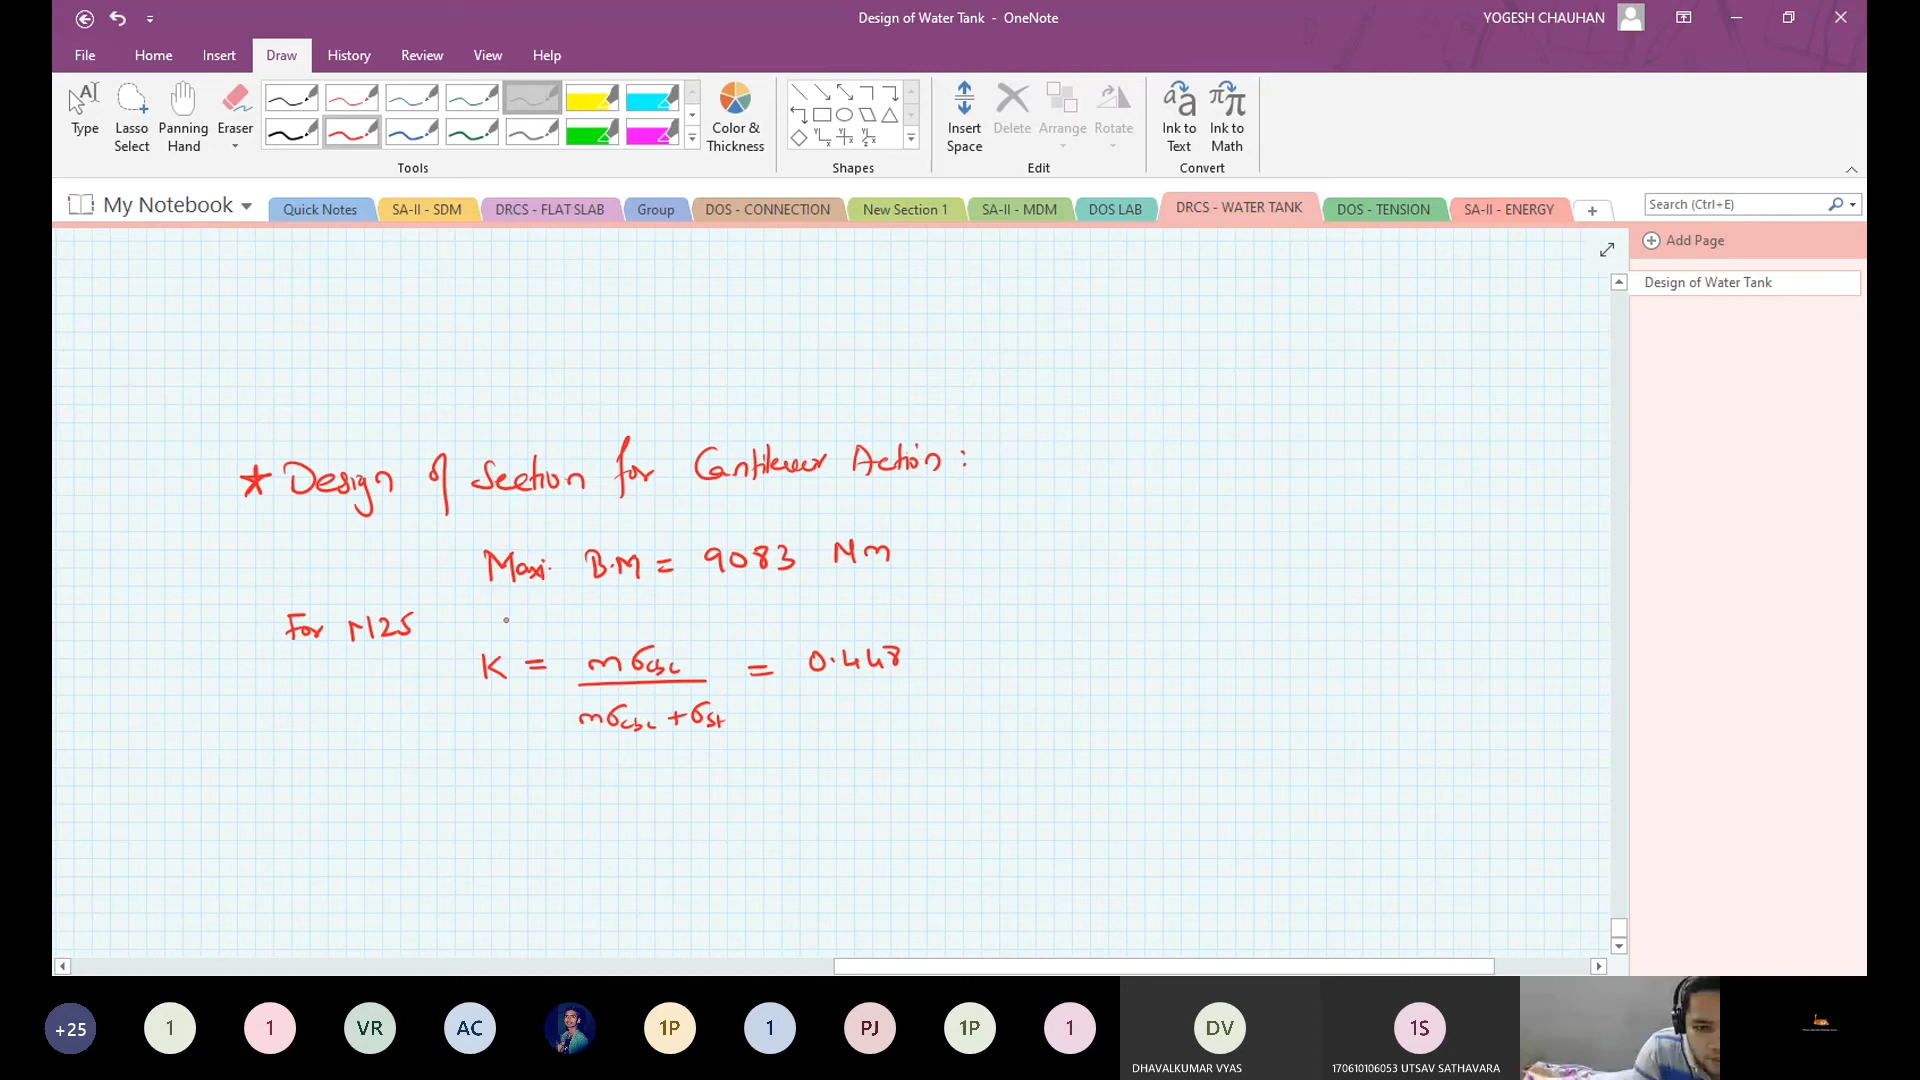 Design of Water Tank - OneNote
YOGESH CHAUHAN
File Home Insert Draw History Review View Help
Type
Lasso Select
Panning Hand
Eraser
Color & Thickness
Insert Space
Delete
Arrange
Rotate
Ink to Text
Ink to Math
Tools
Shapes
Edit
Convert
My Notebook
Quick Notes
SA-II - SDM
DRCS - FLAT SLAB
Group
DOS - CONNECTION
New Section 1
SA-II - MDM
DOS LAB
DRCS - WATER TANK
DOS - TENSION
SA-II - ENERGY
Search (Ctrl+E)
Add Page
Design of Water Tank
* Design of Section for Cantilever Action :
Maxi. B.M = 9083 Nm
For M25
K = mσcbc / mσcbc + σst = 0.448
+25
1
1
VR
AC
1P
1
PJ
1P
1
DV
DHAVALKUMAR VYAS
1S
170610106053 UTSAV SATHAVARA